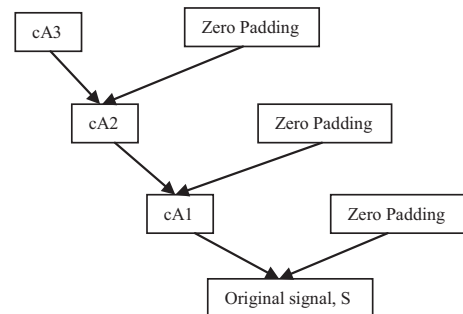 cA3
Zero Padding
cA2
Zero Padding
cA1
Zero Padding
Original signal, S